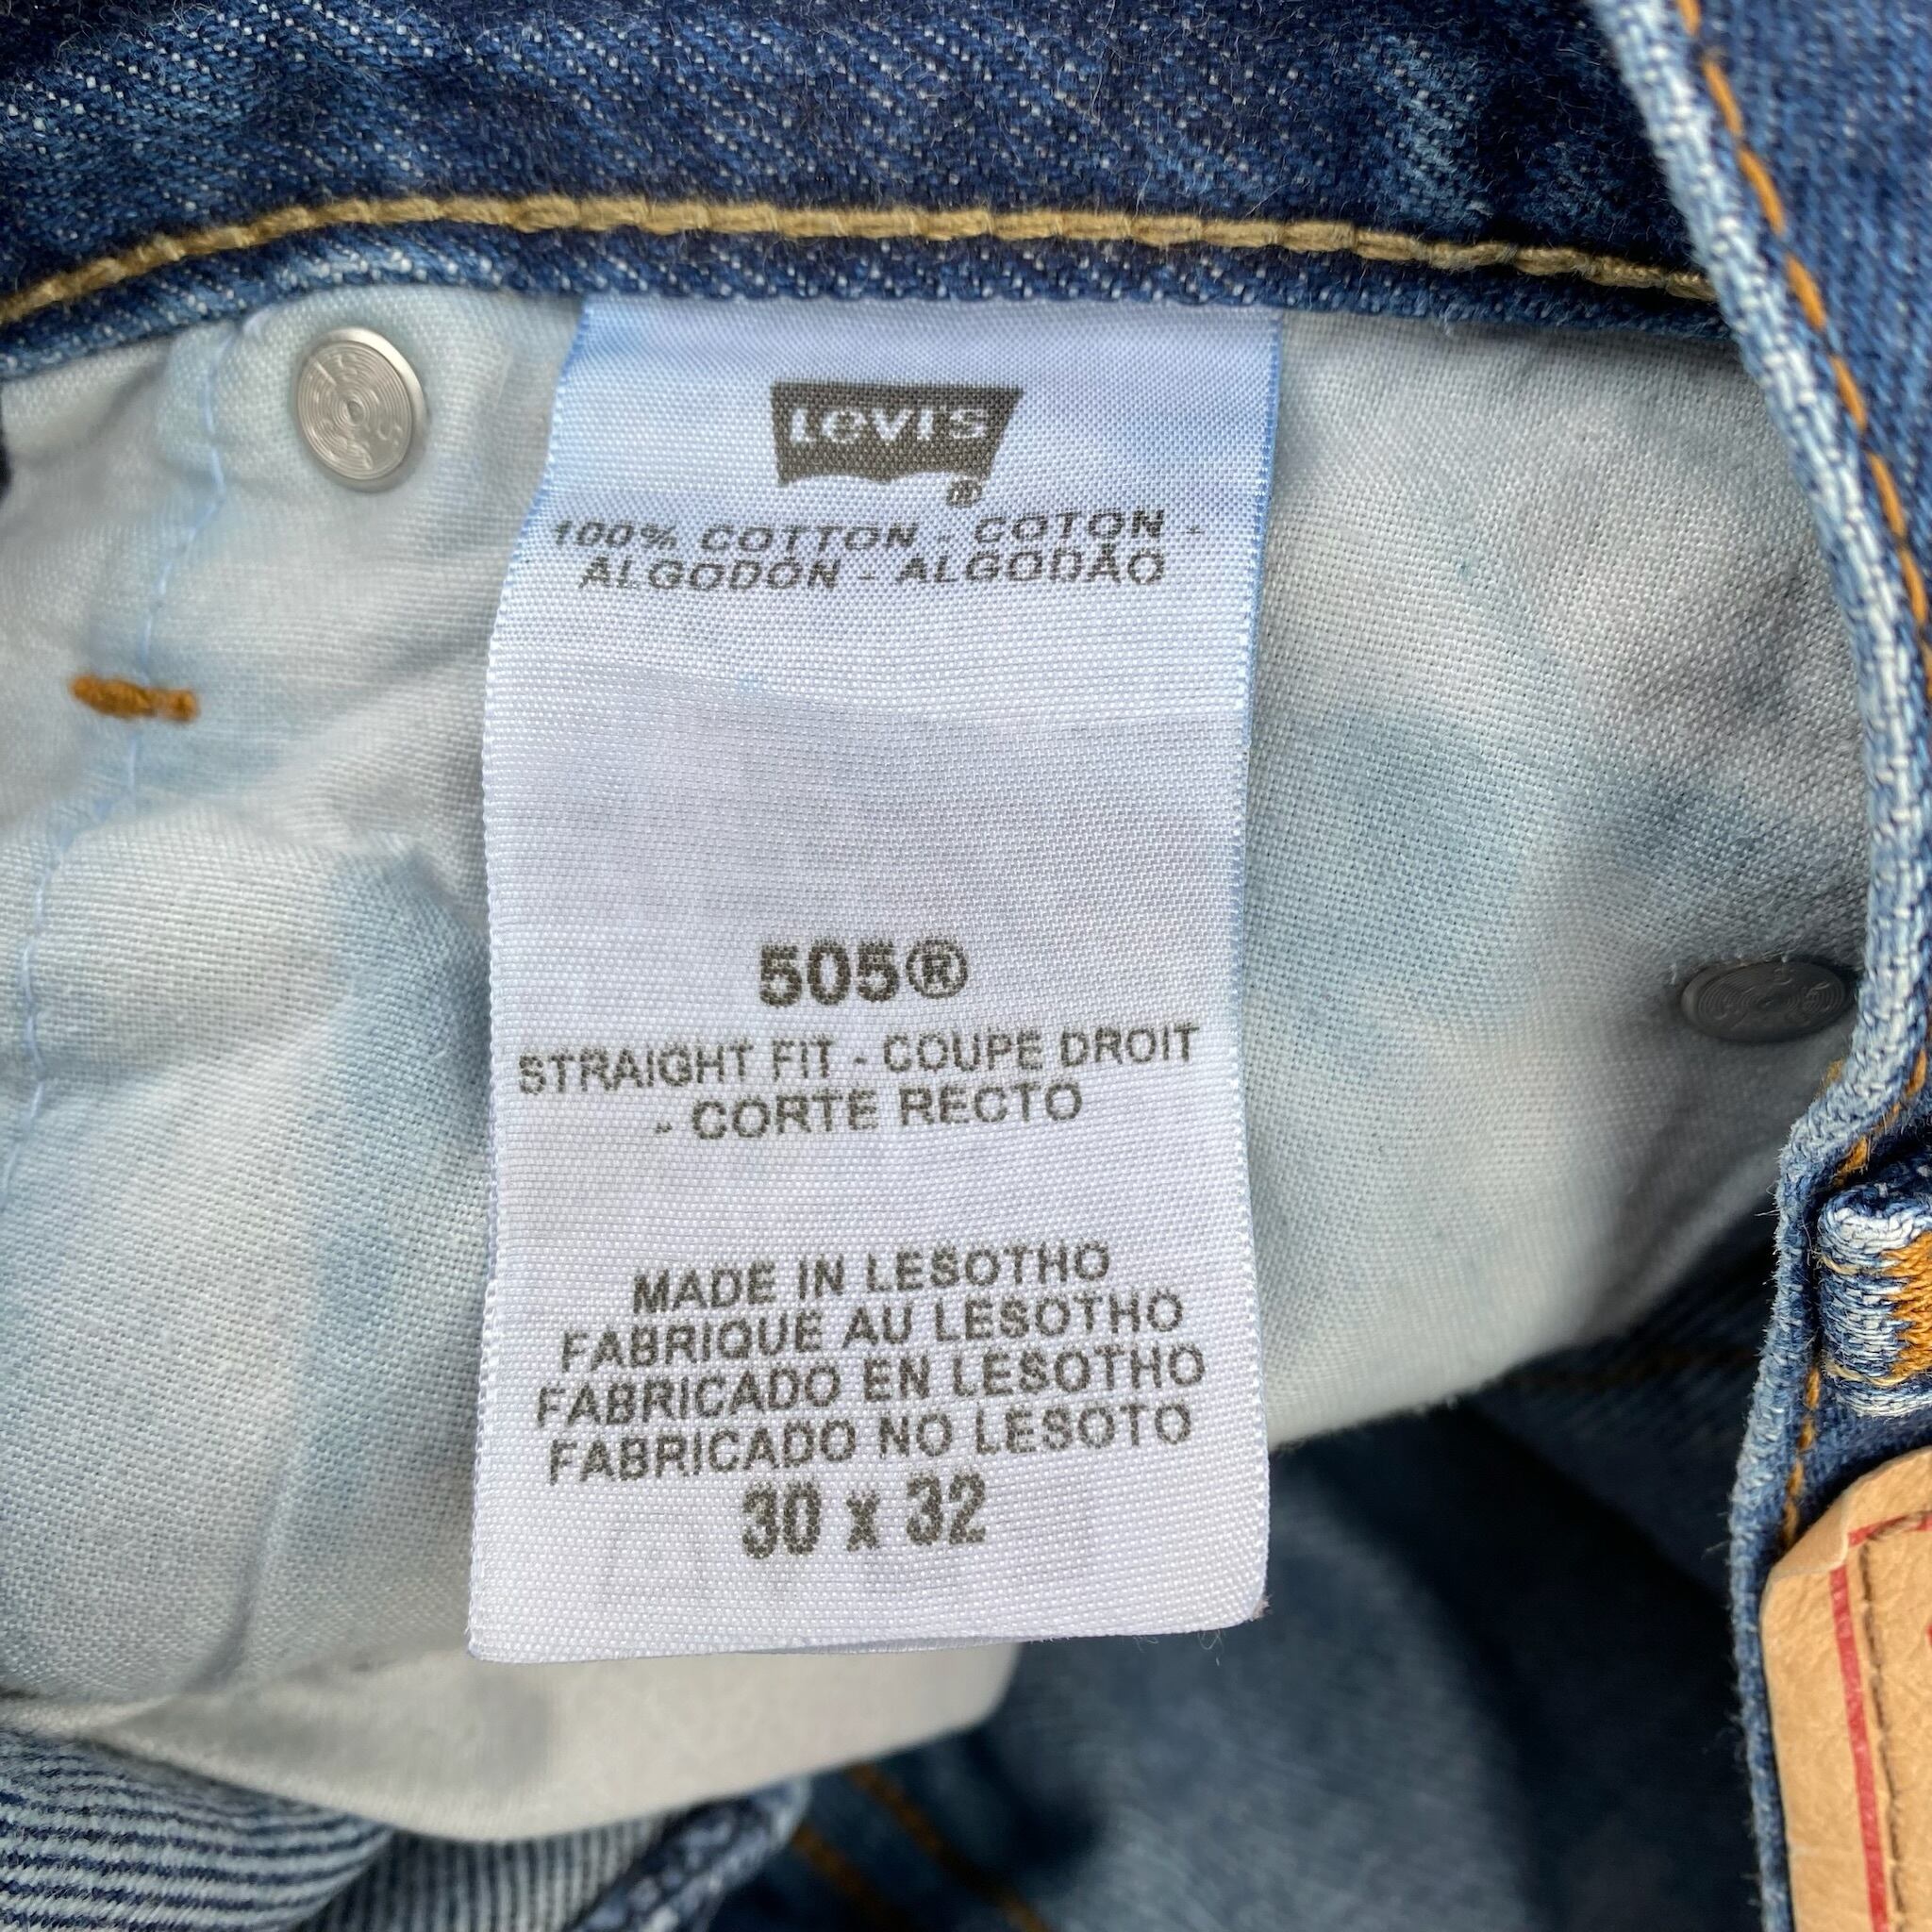 Levi's
®
100% COTTON - COTON -
ALGODÓN - ALGODÃO
505®
STRAIGHT FIT - COUPE DROIT
- CORTE RECTO
MADE IN LESOTHO
FABRIQUE AU LESOTHO
FABRICADO EN LESOTHO
FABRICADO NO LESOTO
30 x 32